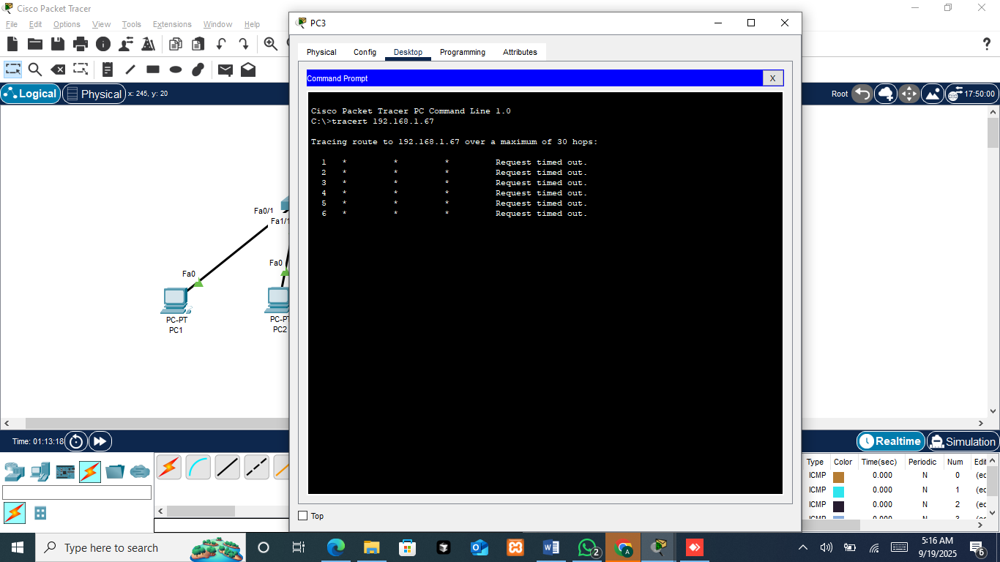 Cisco Packet Tracer
File Edit Options View Tools Extensions Window Help
Logical Physical x: 245, y: 20
Root 17:50:00
Fa0/1
Fa1/1
Fa0
Fa0
PC-PT
PC1
PC-PT
PC2
PC3
Physical Config Desktop Programming Attributes
Command Prompt X
Cisco Packet Tracer PC Command Line 1.0
C:\>tracert 192.168.1.67
Tracing route to 192.168.1.67 over a maximum of 30 hops:
1 * * * Request timed out.
2 * * * Request timed out.
3 * * * Request timed out.
4 * * * Request timed out.
5 * * * Request timed out.
6 * * * Request timed out.
Top
Time: 01:13:18
Realtime Simulation
Type Color Time(sec) Periodic Num Edit
ICMP 0.000 N 0 (ec
ICMP 0.000 N 1 (ec
ICMP 0.000 N 2 (ec
ICMP 0.000 N 3 (ec
Type here to search
2
A
5:16 AM
9/19/2025
6